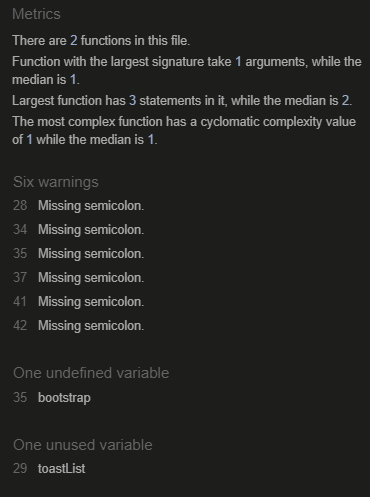 Metrics
There are 2 functions in this file.
Function with the largest signature take 1 arguments, while the
median is 1.
Largest function has 3 statements in it, while the median is 2.
The most complex function has a cyclomatic complexity value
of 1 while the median is 1.
Six warnings
28 Missing semicolon.
34 Missing semicolon.
35 Missing semicolon.
37 Missing semicolon.
41 Missing semicolon.
42 Missing semicolon.
One undefined variable
35 bootstrap
One unused variable
29 toastList